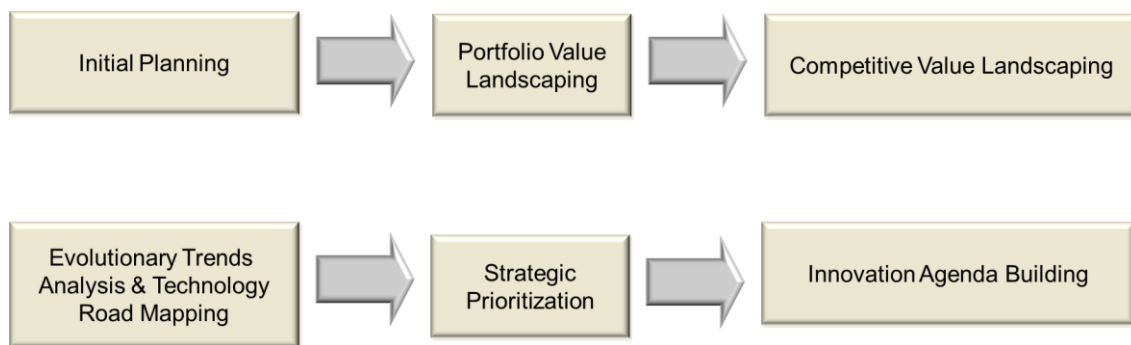 Initial Planning
Portfolio Value
Landscaping
Competitive Value Landscaping
Evolutionary Trends
Analysis & Technology
Road Mapping
Strategic
Prioritization
Innovation Agenda Building